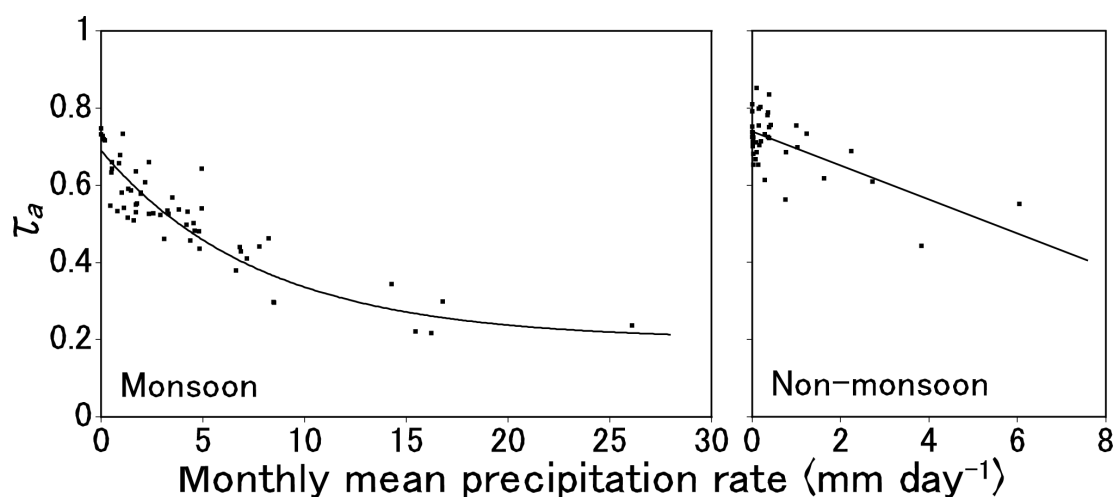 1
0.8
0.6
0.4
0.2
0
τa
Monsoon
0 5 10 15 20 25 30
Non-monsoon
0 2 4 6 8
Monthly mean precipitation rate (mm day⁻¹)